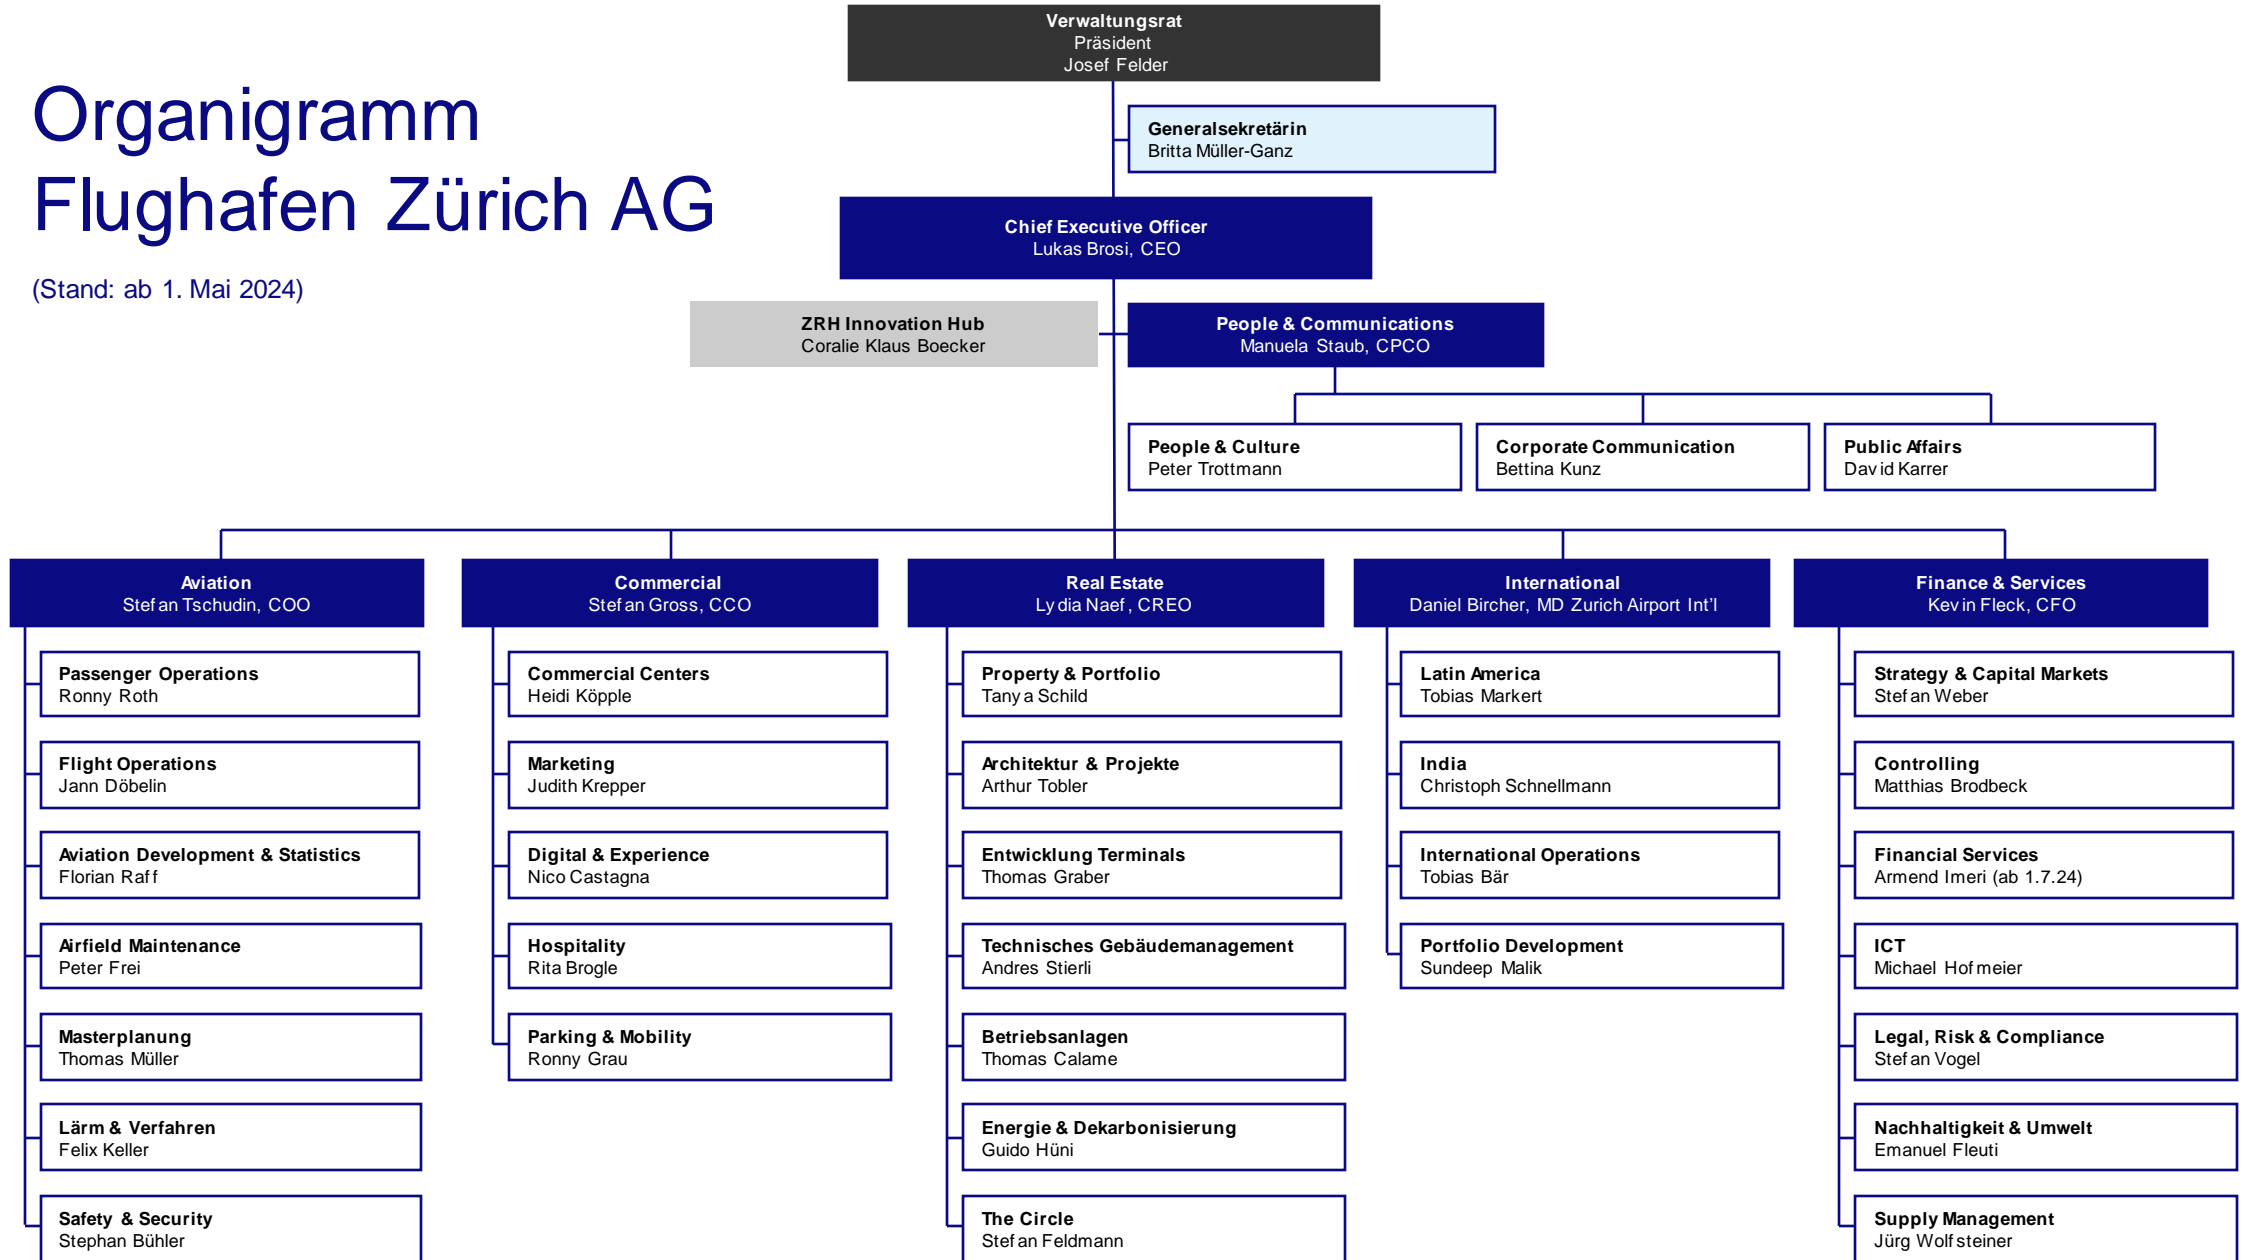 Verwaltungsrat
Präsident
Josef Felder
Organigramm
Flughafen Zürich AG
(Stand: ab 1. Mai 2024)
Generalsekretärin
Britta Müller-Ganz
Chief Executive Officer
Lukas Brosi, CEO
ZRH Innovation Hub
Coralie Klaus Boecker
People & Communications
Manuela Staub, CPCO
People & Culture
Peter Trottmann
Corporate Communication
Bettina Kunz
Public Affairs
David Karrer
Aviation
Stefan Tschudin, COO
Passenger Operations
Ronny Roth
Flight Operations
Jann Döbelin
Aviation Development & Statistics
Florian Raff
Airfield Maintenance
Peter Frei
Masterplanung
Thomas Müller
Lärm & Verfahren
Felix Keller
Safety & Security
Stephan Bühler
Commercial
Stefan Gross, CCO
Commercial Centers
Heidi Köpple
Marketing
Judith Krepper
Digital & Experience
Nico Castagna
Hospitality
Rita Brogle
Parking & Mobility
Ronny Grau
Real Estate
Lydia Naef, CREO
Property & Portfolio
Tanya Schild
Architektur & Projekte
Arthur Tobler
Entwicklung Terminals
Thomas Graber
Technisches Gebäudemanagement
Andres Stierli
Betriebsanlagen
Thomas Calame
Energie & Dekarbonisierung
Guido Hüni
The Circle
Stefan Feldmann
International
Daniel Bircher, MD Zurich Airport Int’l
Latin America
Tobias Markert
India
Christoph Schnellmann
International Operations
Tobias Bär
Portfolio Development
Sundeep Malik
Finance & Services
Kevin Fleck, CFO
Strategy & Capital Markets
Stefan Weber
Controlling
Matthias Brodbeck
Financial Services
Armend Imeri (ab 1.7.24)
ICT
Michael Hofmeier
Legal, Risk & Compliance
Stefan Vogel
Nachhaltigkeit & Umwelt
Emanuel Fleuti
Supply Management
Jürg Wolfsteiner